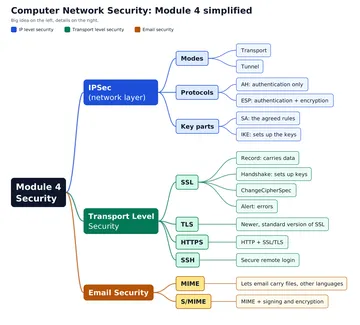 Computer Network Security: Module 4 simplified
Big idea on the left, details on the right.
IP level security
Transport level security
Email security
Module 4
Security
IPSec
(network layer)
Modes
Transport
Tunnel
Protocols
AH: authentication only
ESP: authentication + encryption
Key parts
SA: the agreed rules
IKE: sets up the keys
Transport Level
Security
SSL
Record: carries data
Handshake: sets up keys
ChangeCipherSpec
Alert: errors
TLS
Newer, standard version of SSL
HTTPS
HTTP + SSL/TLS
SSH
Secure remote login
Email Security
MIME
Lets email carry files, other languages
S/MIME
MIME + signing and encryption